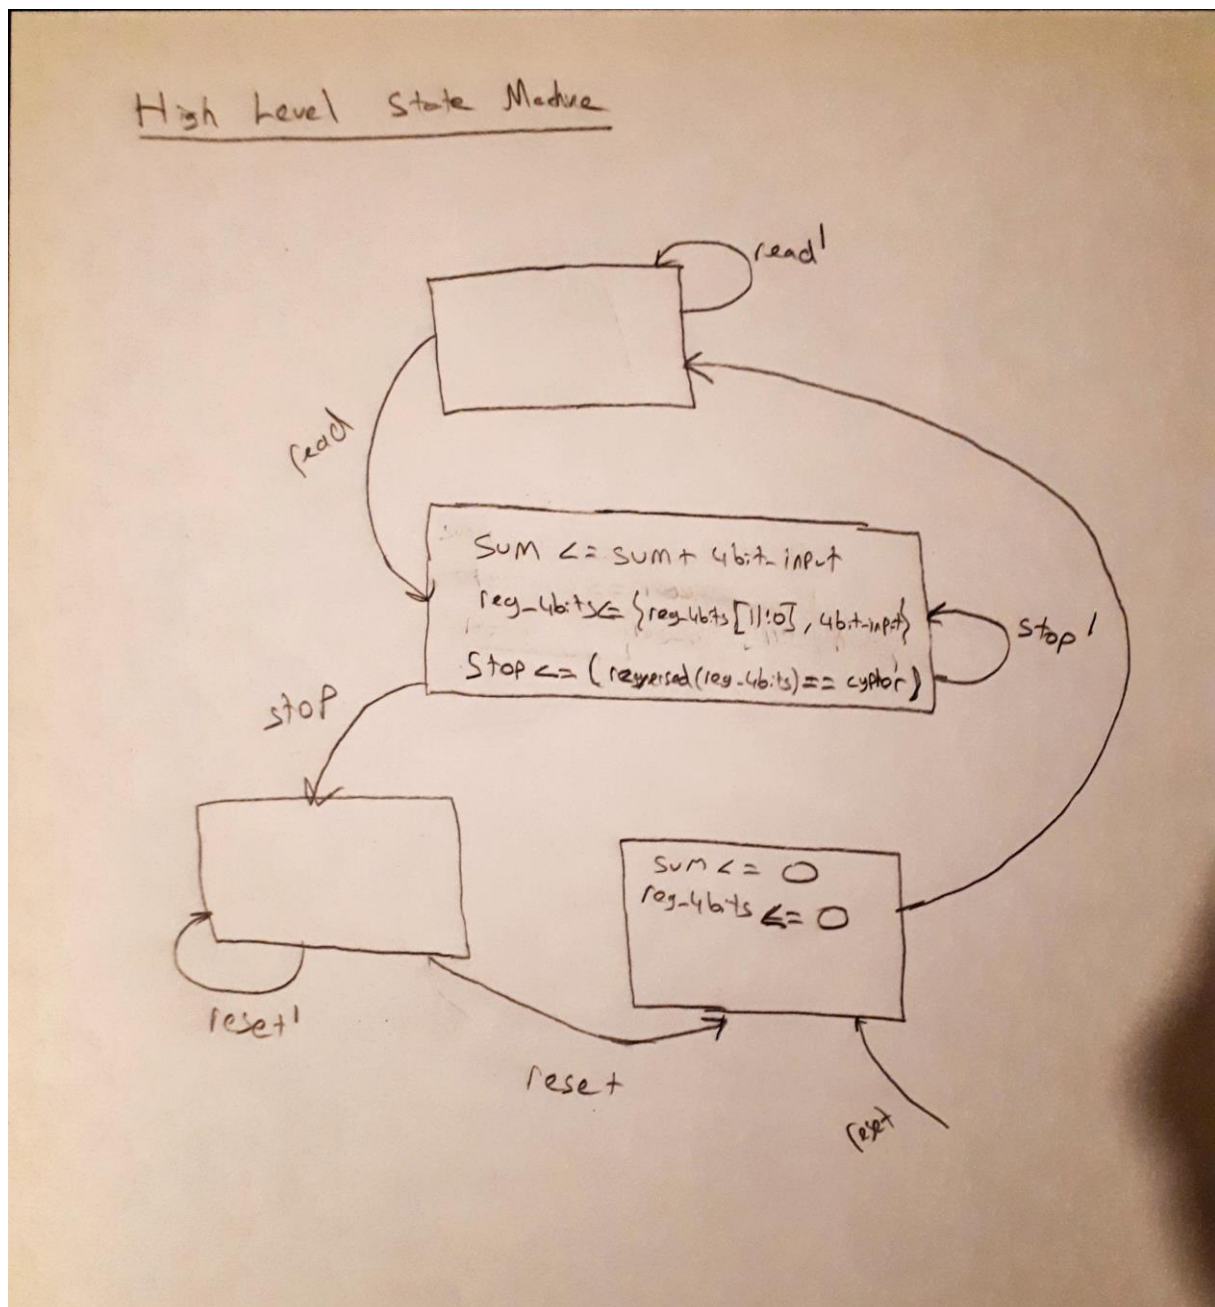 High Level State Machine
read'
read
sum <= sum + 4bit_input
reg_4bits <= {reg_4bits[11:0], 4bit_input}
stop'
Stop <= (reversed(reg_4bits) == cyptor)
stop
sum <= 0
reg_4bits <= 0
reset'
reset
reset